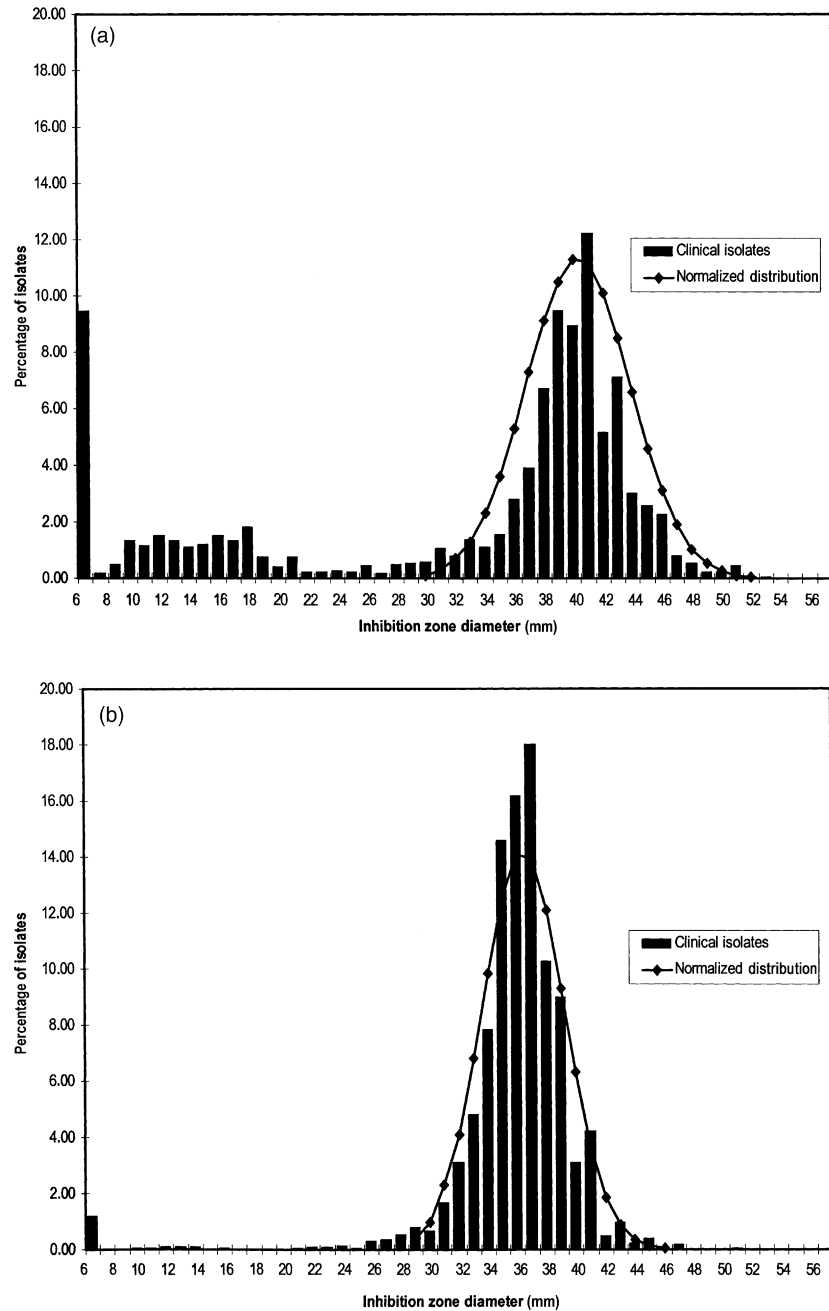 (a)
20.00
18.00
16.00
14.00
12.00
10.00
8.00
6.00
4.00
2.00
0.00
Percentage of isolates
Clinical isolates
Normalized distribution
6 8 10 12 14 16 18 20 22 24 26 28 30 32 34 36 38 40 42 44 46 48 50 52 54 56
Inhibition zone diameter (mm)
(b)
20.00
18.00
16.00
14.00
12.00
10.00
8.00
6.00
4.00
2.00
0.00
Percentage of isolates
Clinical isolates
Normalized distribution
6 8 10 12 14 16 18 20 22 24 26 28 30 32 34 36 38 40 42 44 46 48 50 52 54 56
Inhibition zone diameter (mm)